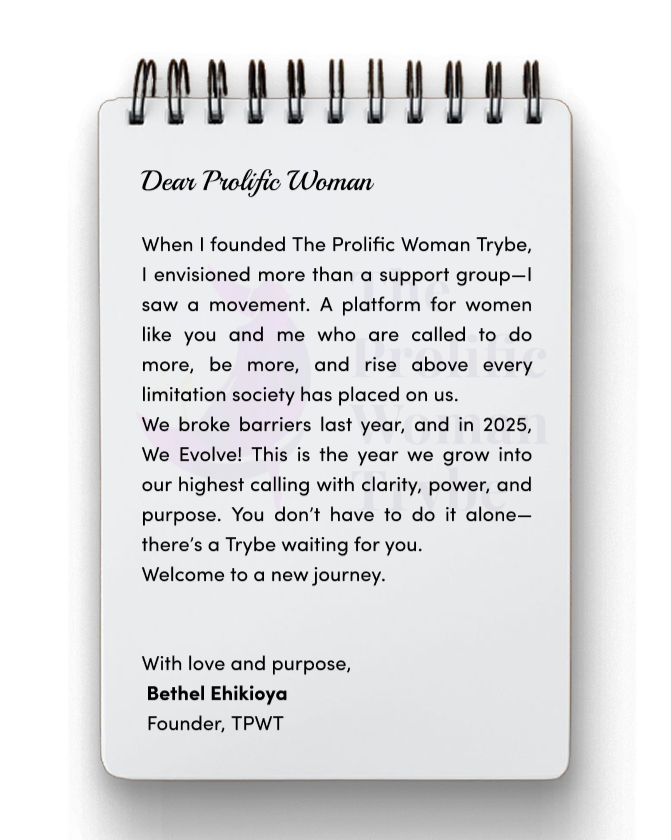 Dear Prolific Woman
When I founded The Prolific Woman Trybe,
I envisioned more than a support group—I
saw a movement. A platform for women
like you and me who are called to do
more, be more, and rise above every
limitation society has placed on us.
We broke barriers last year, and in 2025,
We Evolve! This is the year we grow into
our highest calling with clarity, power, and
purpose. You don't have to do it alone—
there's a Trybe waiting for you.
Welcome to a new journey.
With love and purpose,
Bethel Ehikioya
Founder, TPWT
The
Prolific
Woman
Trybe